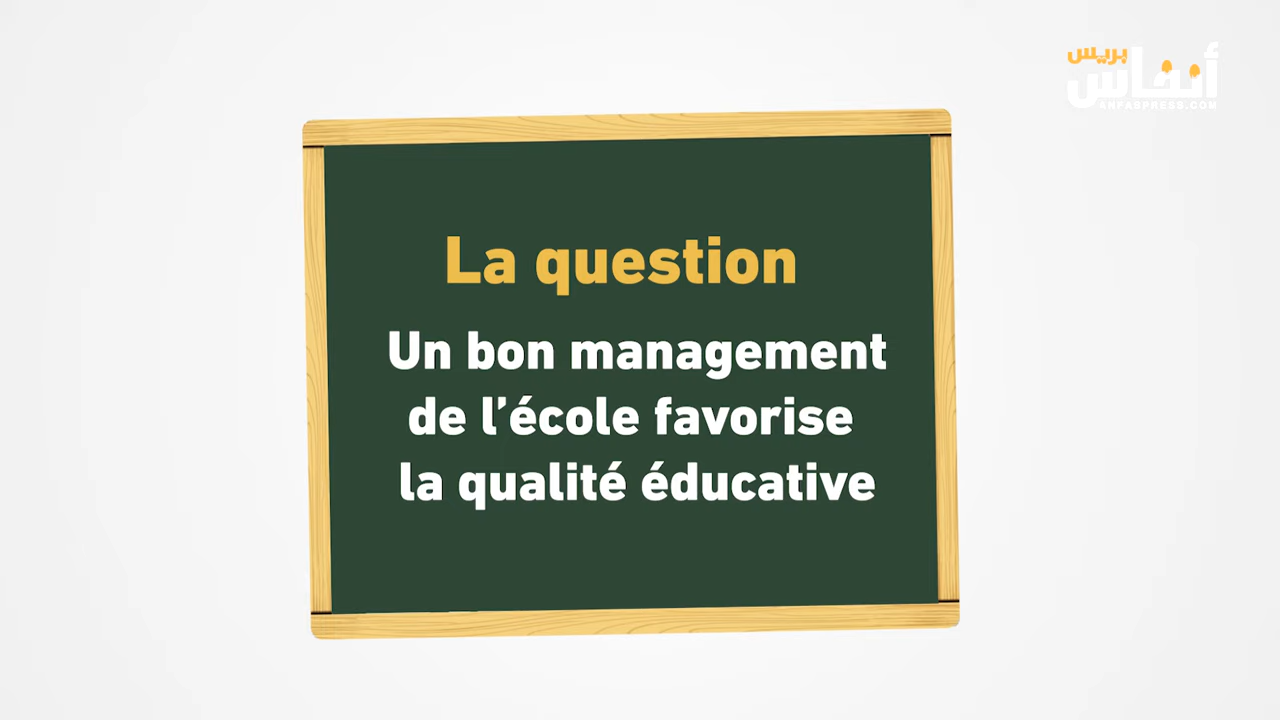 أنفاس بريس
ANFASPRESS.COM
La question
Un bon management
de l’école favorise
la qualité éducative